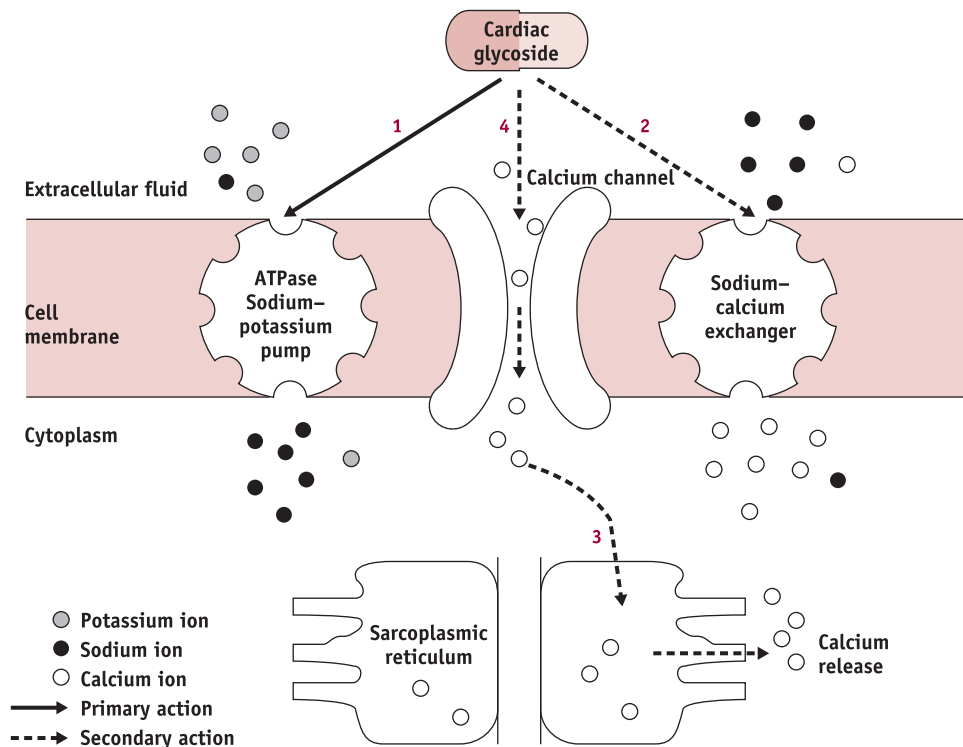 Cardiac
glycoside
1
4
2
Extracellular fluid
Calcium channel
ATPase
Sodium–
potassium
pump
Sodium–
calcium
exchanger
Cell
membrane
Cytoplasm
3
Potassium ion
Sodium ion
Calcium ion
Primary action
Secondary action
Sarcoplasmic
reticulum
Calcium
release